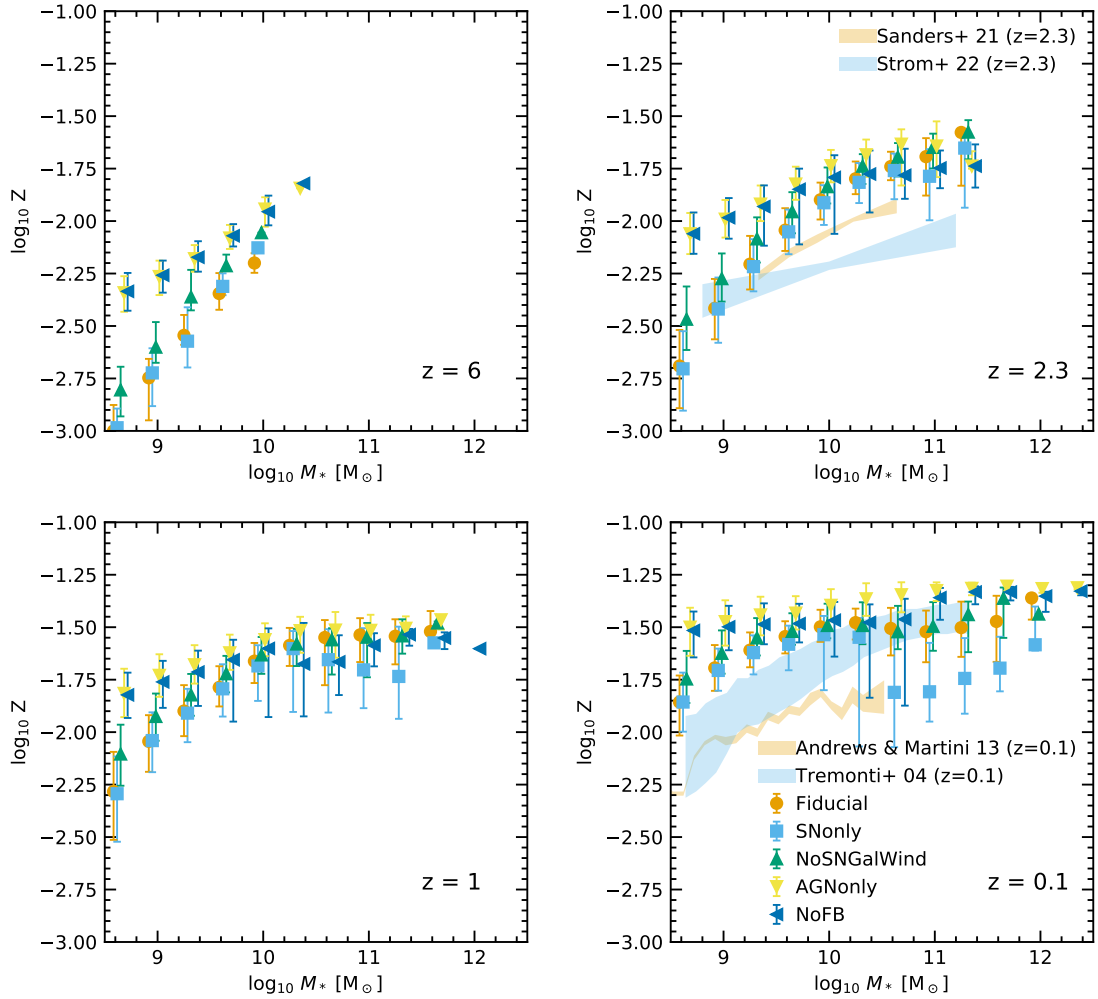 −1.00
−1.25
−1.50
−1.75
−2.00
−2.25
−2.50
−2.75
−3.00
log₁₀ Z
z = 6
9 10 11 12
log₁₀ M* [M⊙]
−1.00
−1.25
−1.50
−1.75
−2.00
−2.25
−2.50
−2.75
−3.00
log₁₀ Z
Sanders+ 21 (z=2.3)
Strom+ 22 (z=2.3)
z = 2.3
9 10 11 12
log₁₀ M* [M⊙]
−1.00
−1.25
−1.50
−1.75
−2.00
−2.25
−2.50
−2.75
−3.00
log₁₀ Z
z = 1
9 10 11 12
log₁₀ M* [M⊙]
−1.00
−1.25
−1.50
−1.75
−2.00
−2.25
−2.50
−2.75
−3.00
log₁₀ Z
Andrews & Martini 13 (z=0.1)
Tremonti+ 04 (z=0.1)
Fiducial
SNonly
NoSNGalWind
AGNonly
NoFB
z = 0.1
9 10 11 12
log₁₀ M* [M⊙]